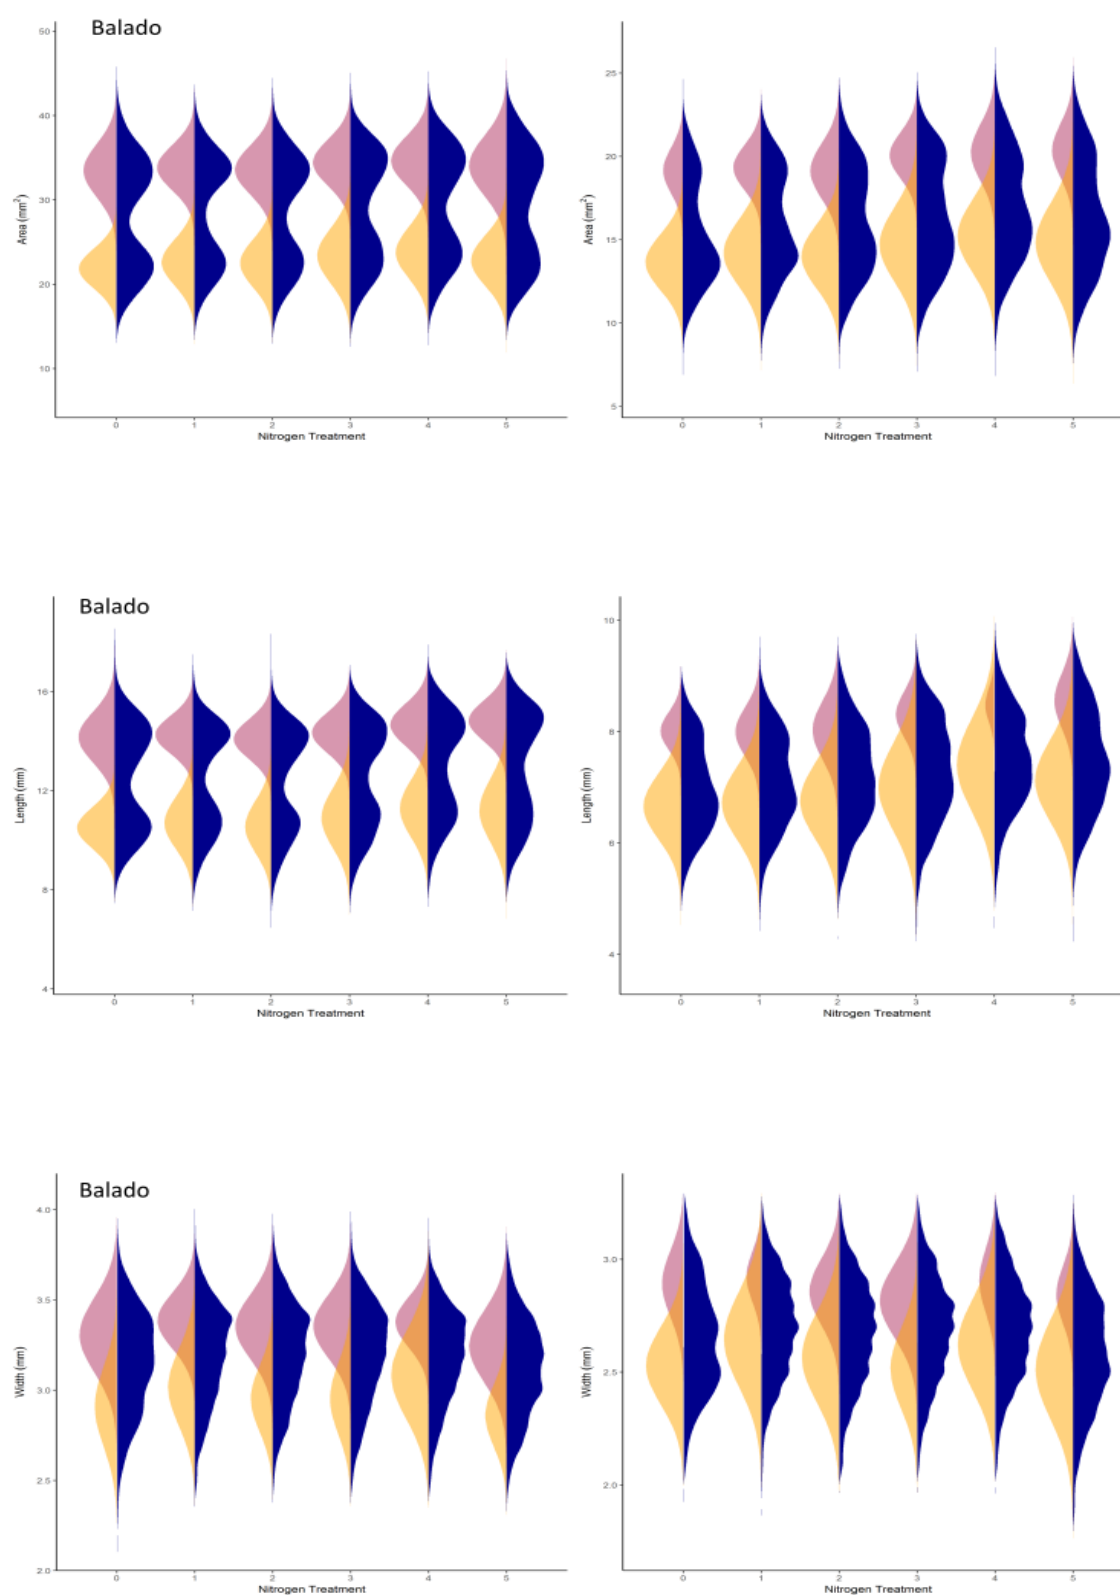 Balado
50
40
30
20
10
Area (mm²)
0 1 2 3 4 5
Nitrogen Treatment
25
20
15
10
5
Area (mm²)
0 1 2 3 4 5
Nitrogen Treatment
Balado
16
12
8
4
Length (mm)
0 1 2 3 4 5
Nitrogen Treatment
10
8
6
4
Length (mm)
0 1 2 3 4 5
Nitrogen Treatment
Balado
4.0
3.5
3.0
2.5
2.0
Width (mm)
0 1 2 3 4 5
Nitrogen Treatment
3.0
2.5
2.0
Width (mm)
0 1 2 3 4 5
Nitrogen Treatment